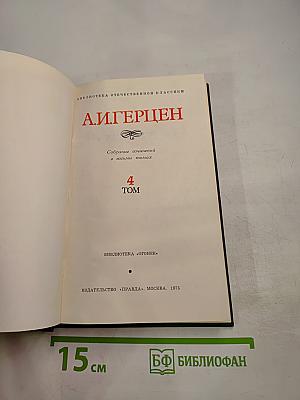 БИБЛИОТЕКА ОТЕЧЕСТВЕННОЙ КЛАССИКИ
А.И.ГЕРЦЕН
Собрание сочинений
в восьми томах
4
ТОМ
БИБЛИОТЕКА «ОГОНЕК»
ИЗДАТЕЛЬСТВО «ПРАВДА». МОСКВА. 1975
15 см
БФ БИБЛИОФАН